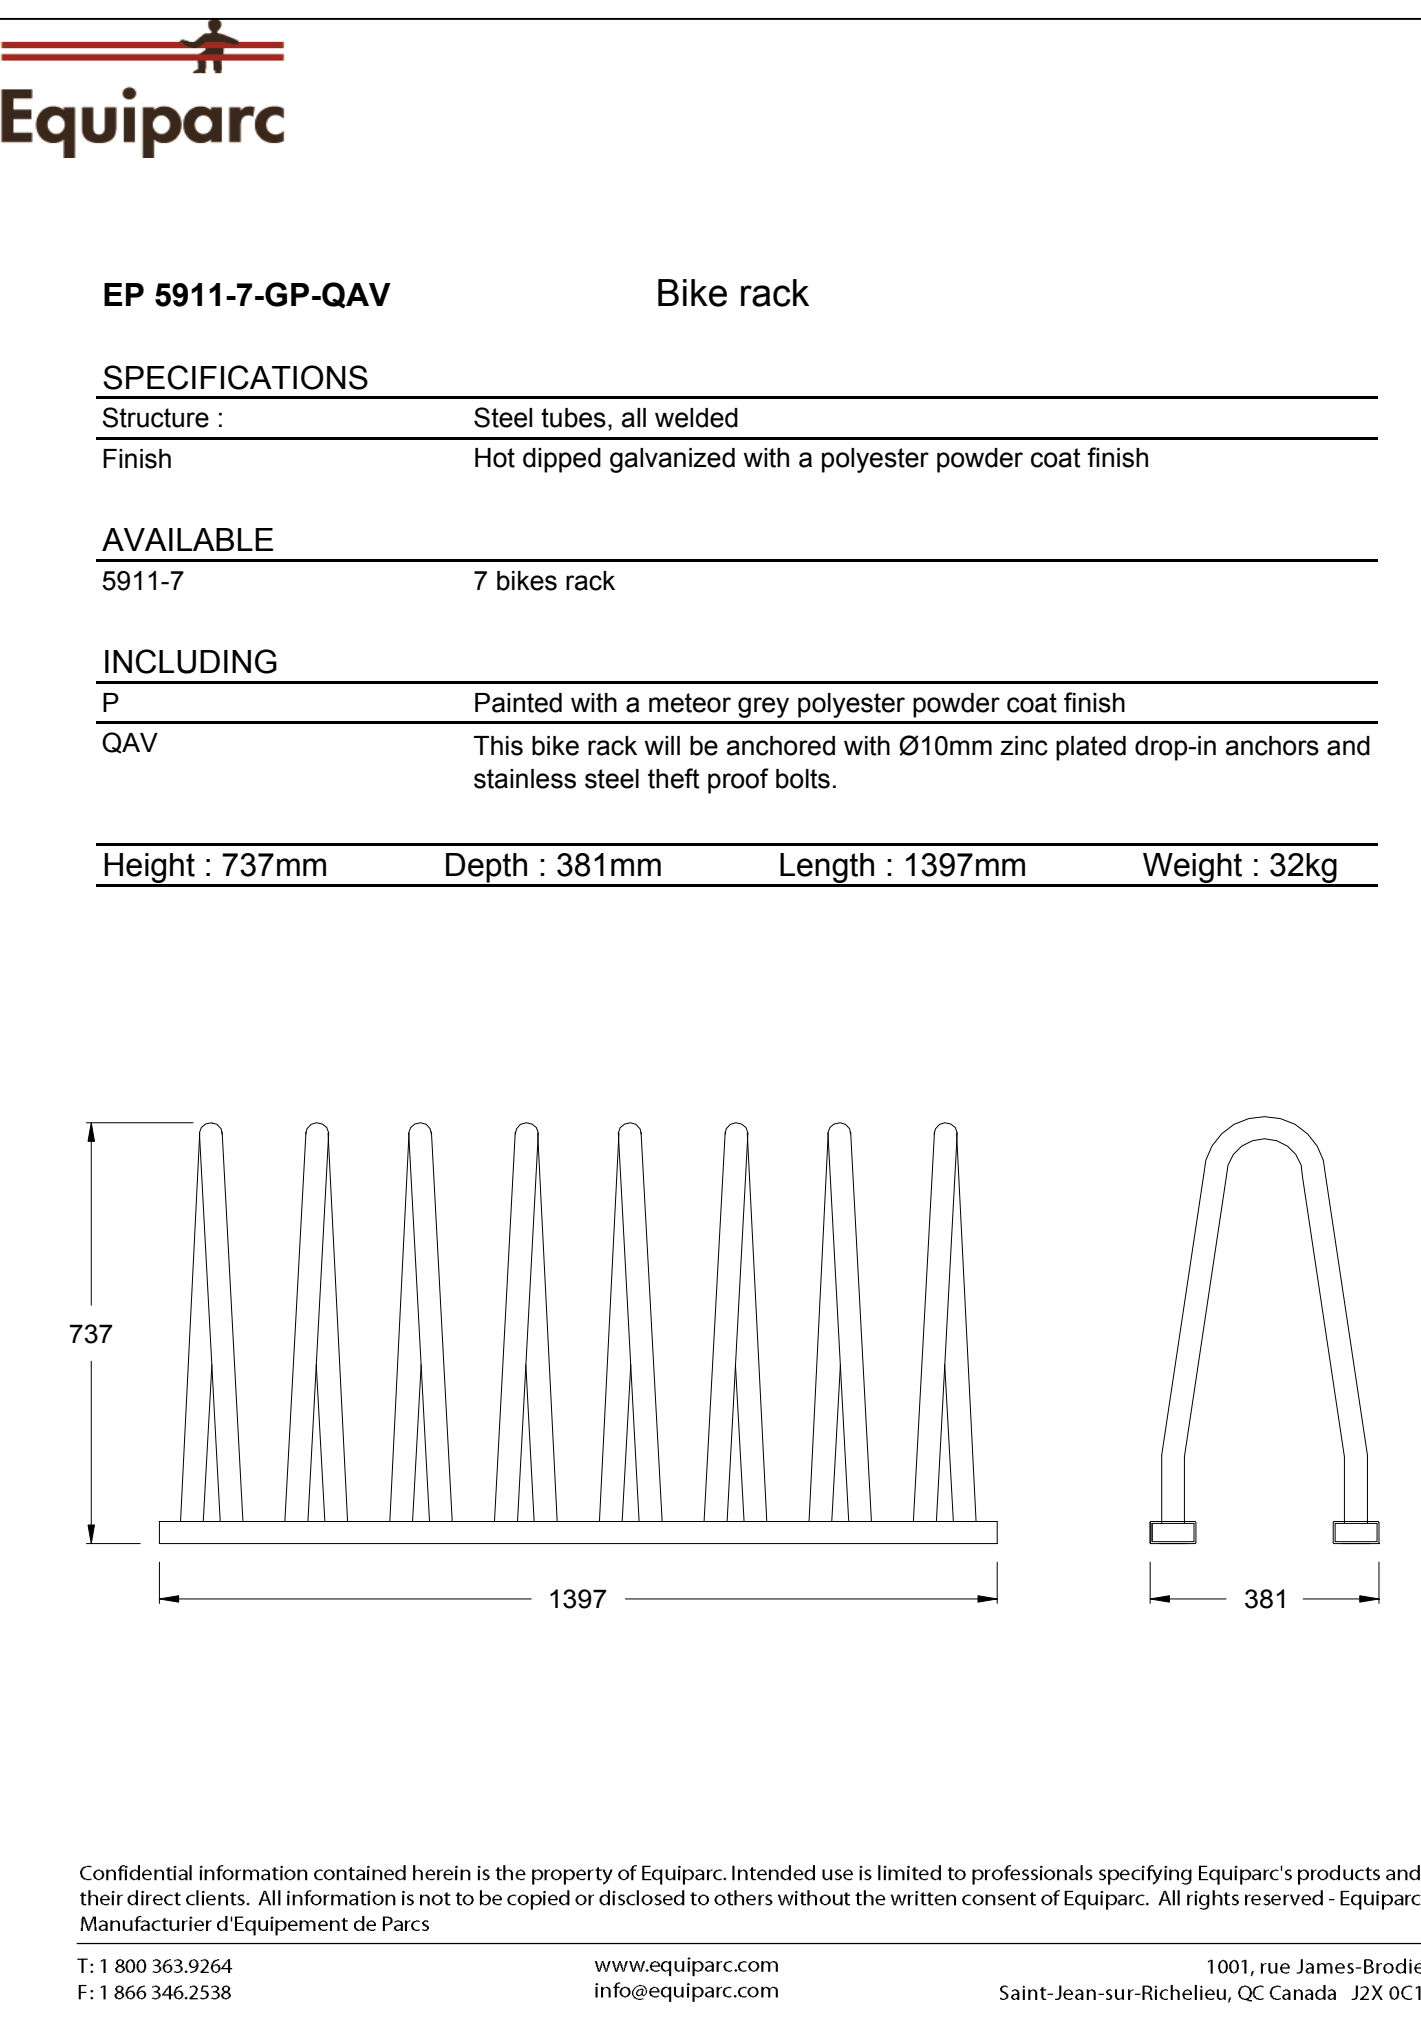 Equiparc
EP 5911-7-GP-QAV Bike rack
SPECIFICATIONS
Structure : Steel tubes, all welded
Finish Hot dipped galvanized with a polyester powder coat finish
AVAILABLE
5911-7 7 bikes rack
INCLUDING
P Painted with a meteor grey polyester powder coat finish
QAV This bike rack will be anchored with Ø10mm zinc plated drop-in anchors and
stainless steel theft proof bolts.
Height : 737mm Depth : 381mm Length : 1397mm Weight : 32kg
737
1397 381
Confidential information contained herein is the property of Equiparc. Intended use is limited to professionals specifying Equiparc's products and
their direct clients. All information is not to be copied or disclosed to others without the written consent of Equiparc. All rights reserved - Equiparc
Manufacturier d'Equipement de Parcs
T: 1 800 363.9264 www.equiparc.com 1001, rue James-Brodie
F: 1 866 346.2538 info@equiparc.com Saint-Jean-sur-Richelieu, QC Canada J2X 0C1